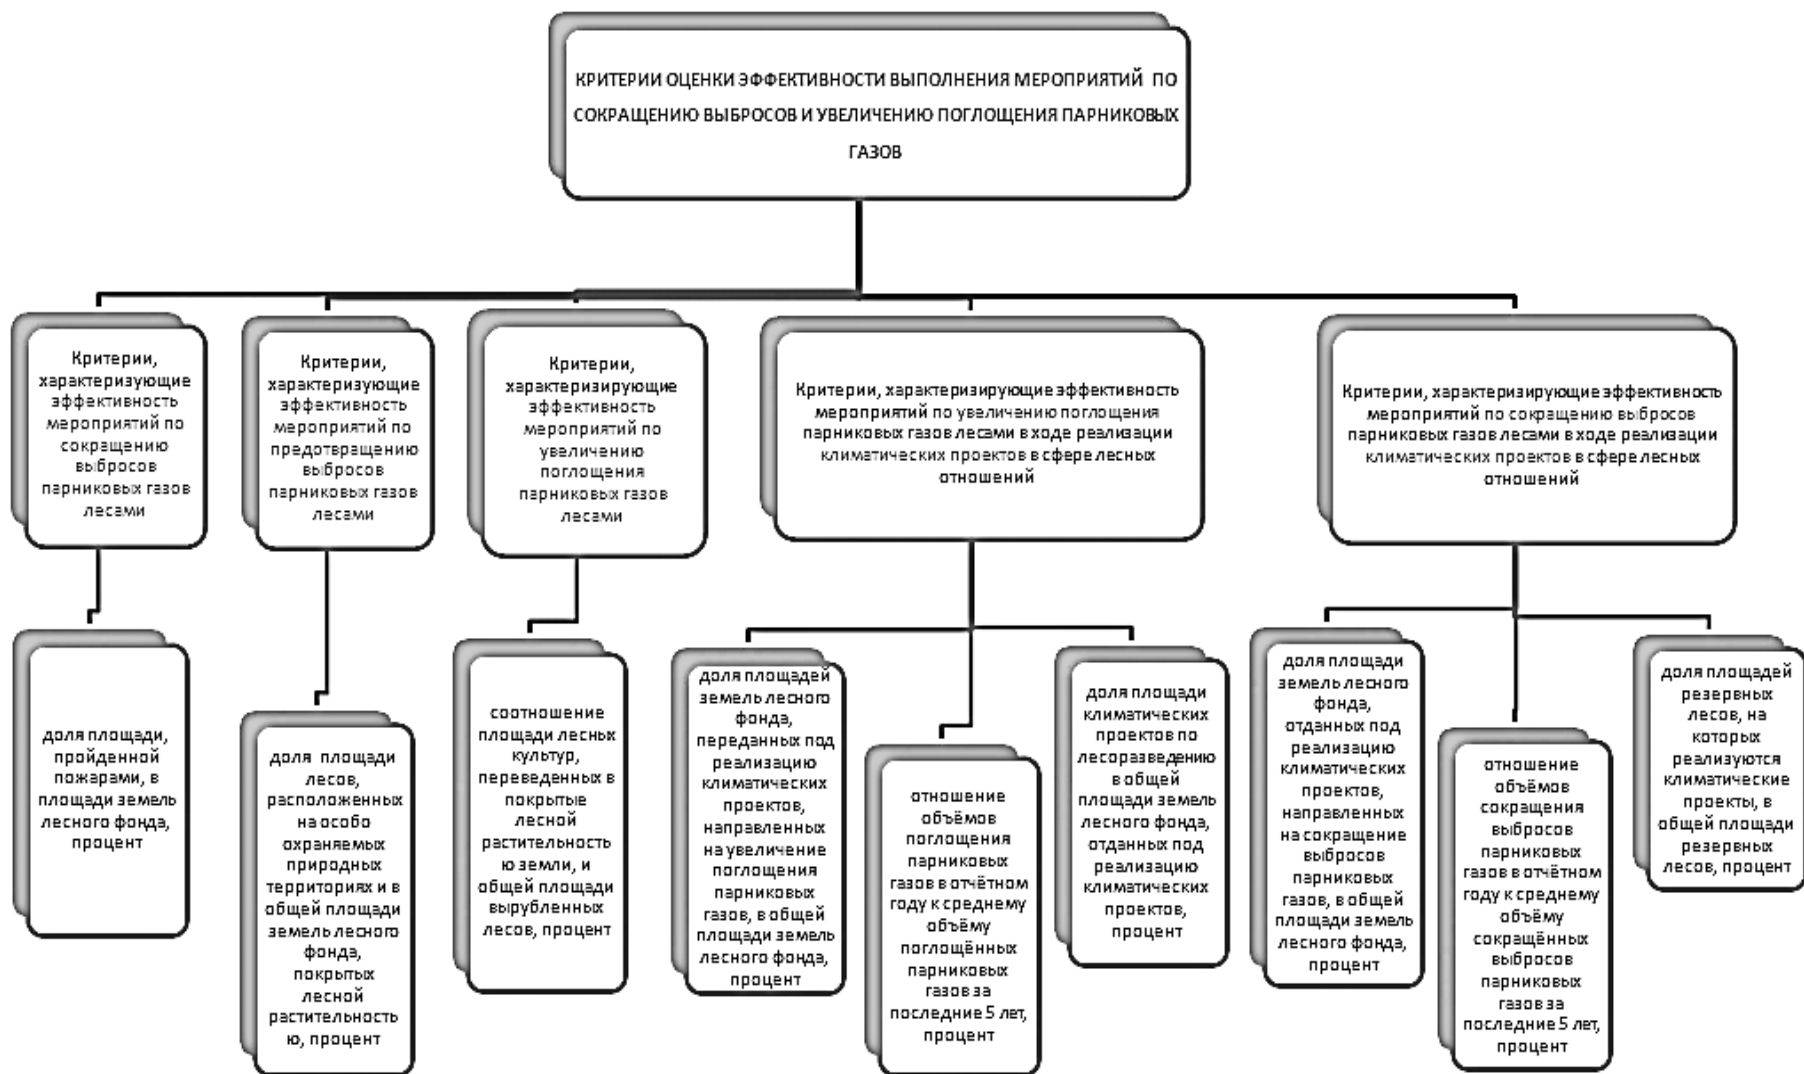 КРИТЕРИИ ОЦЕНКИ ЭФФЕКТИВНОСТИ ВЫПОЛНЕНИЯ МЕРОПРИЯТИЙ ПО
СОКРАЩЕНИЮ ВЫБРОСОВ И УВЕЛИЧЕНИЮ ПОГЛОЩЕНИЯ ПАРНИКОВЫХ
ГАЗОВ
Критерии,
характеризующие
эффективность
мероприятий по
сокращению
выбросов
парниковых газов
лесами
Критерии,
характеризующие
эффективность
мероприятий по
предотвращению
выбросов
парниковых газов
лесами
Критерии,
характеризирующие
эффективность
мероприятий по
увеличению
поглощения
парниковых газов
лесами
Критерии, характеризирующие эффективность
мероприятий по увеличению поглощения
парниковых газов лесами в ходе реализации
климатических проектов в сфере лесных
отношений
Критерии, характеризирующие эффективность
мероприятий по сокращению выбросов
парниковых газов лесами в ходе реализации
климатических проектов в сфере лесных
отношений
доля площади,
пройденной
пожарами, в
площади земель
лесного фонда,
процент
доля площади
лесов,
расположенных
на особо
охраняемых
природных
территориях и в
общей площади
земель лесного
фонда,
покрытых
лесной
растительность
ю, процент
соотношение
площади лесных
культур,
переведенных в
покрытые
лесной
растительность
ю земли, и
общей площади
вырубленных
лесов, процент
доля площадей
земель лесного
фонда,
переданных под
реализацию
климатических
проектов,
направленных
на увеличение
поглощения
парниковых
газов, в общей
площади земель
лесного фонда,
процент
отношение
объёмов
поглощения
парниковых
газов в отчётном
году к среднему
объёму
поглощённых
парниковых
газов за
последние 5 лет,
процент
доля площади
климатических
проектов по
лесоразведению
в общей
площади земель
лесного фонда,
отданных под
реализацию
климатических
проектов,
процент
доля площади
земель лесного
фонда,
отданных под
реализацию
климатических
проектов,
направленных
на сокращение
выбросов
парниковых
газов, в общей
площади земель
лесного фонда,
процент
отношение
объёмов
сокращения
выбросов
парниковых
газов в отчётном
году к среднему
объёму
сокращённых
выбросов
парниковых
газов за
последние 5 лет,
процент
доля площадей
резервных
лесов, на
которых
реализуются
климатические
проекты, в
общей площади
резервных
лесов, процент